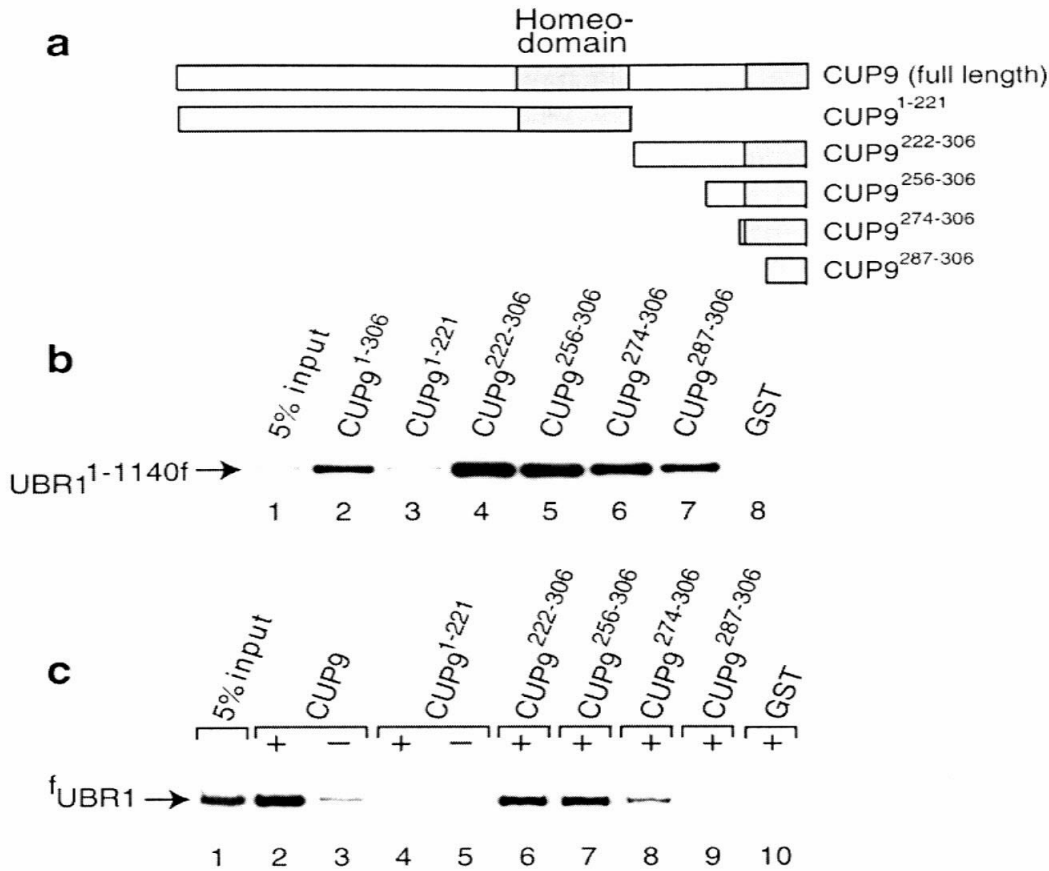 a
Homeo-
domain
CUP9 (full length)
CUP9^1-221
CUP9^222-306
CUP9^256-306
CUP9^274-306
CUP9^287-306
b
5% input
CUP9^1-306
CUP9^1-221
CUP9^222-306
CUP9^256-306
CUP9^274-306
CUP9^287-306
GST
UBR1^1-1140f
1 2 3 4 5 6 7 8
c
5% input
CUP9
CUP9^1-221
CUP9^222-306
CUP9^256-306
CUP9^274-306
CUP9^287-306
GST
+ – + – + + + + +
^fUBR1
1 2 3 4 5 6 7 8 9 10